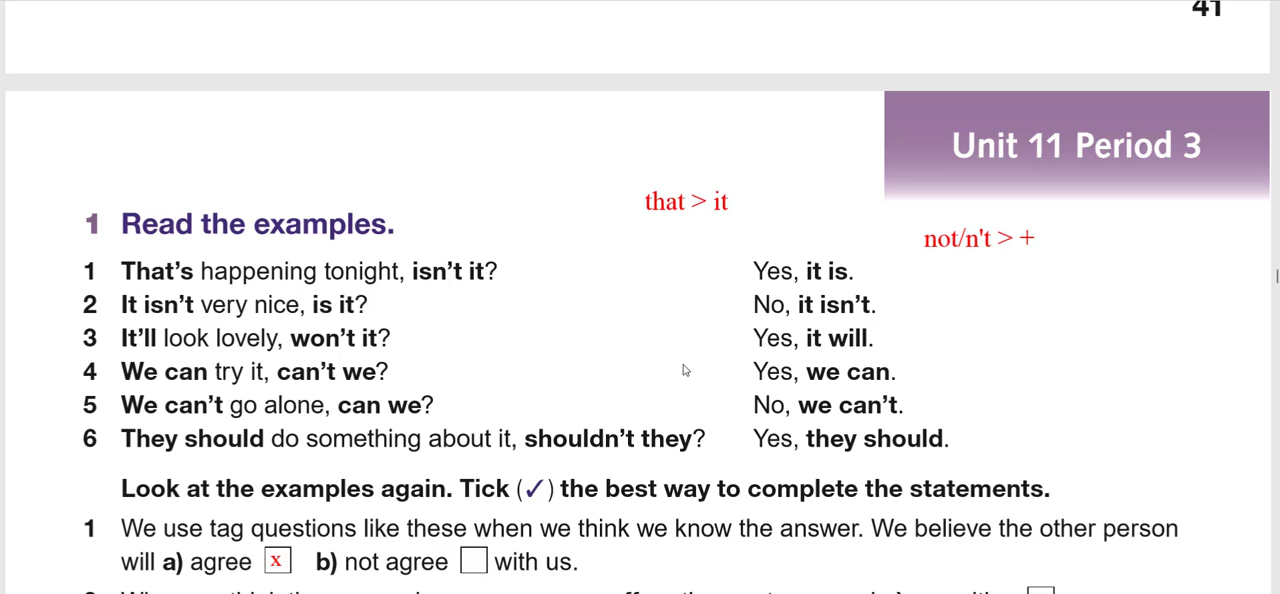 41
Unit 11 Period 3
that > it
1 Read the examples.
not/n't > +
1 That's happening tonight, isn't it? Yes, it is.
2 It isn't very nice, is it? No, it isn't.
3 It'll look lovely, won't it? Yes, it will.
4 We can try it, can't we? Yes, we can.
5 We can't go alone, can we? No, we can't.
6 They should do something about it, shouldn't they? Yes, they should.
Look at the examples again. Tick (✓) the best way to complete the statements.
1 We use tag questions like these when we think we know the answer. We believe the other person
will a) agree x b) not agree with us.